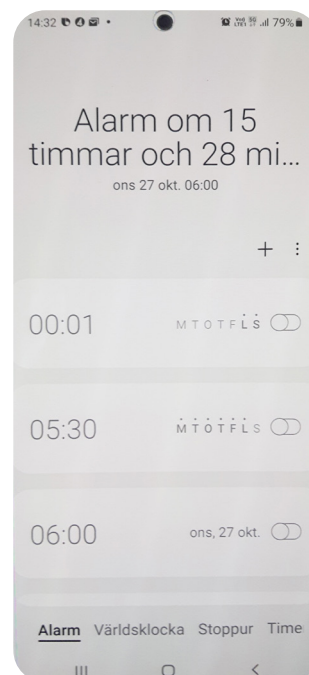 14:32
79%
Alarm om 15
timmar och 28 mi...
ons 27 okt. 06:00
00:01 M T O T F L S
05:30 M T O T F L S
06:00 ons, 27 okt.
Alarm Världsklocka Stoppur Time